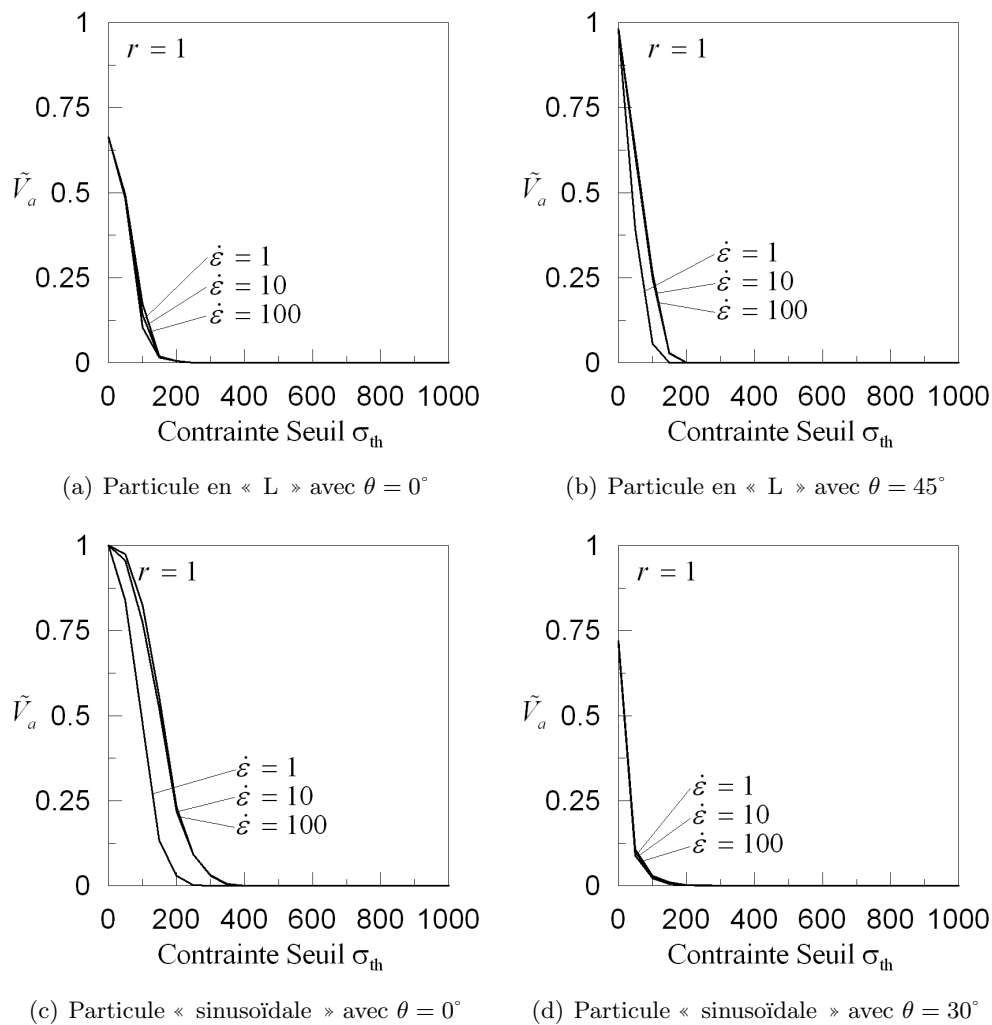 1
r = 1
0.75
Ṽa
0.5
ε̇ = 1
ε̇ = 10
0.25
ε̇ = 100
0
0 200 400 600 800 1000
Contrainte Seuil σth
(a) Particule en « L » avec θ = 0°
1
r = 1
0.75
Ṽa
0.5
ε̇ = 1
0.25
ε̇ = 10
ε̇ = 100
0
0 200 400 600 800 1000
Contrainte Seuil σth
(b) Particule en « L » avec θ = 45°
1
r = 1
0.75
Ṽa
0.5
ε̇ = 1
0.25
ε̇ = 10
ε̇ = 100
0
0 200 400 600 800 1000
Contrainte Seuil σth
(c) Particule « sinusoïdale » avec θ = 0°
1
r = 1
0.75
Ṽa
0.5
ε̇ = 1
0.25
ε̇ = 10
ε̇ = 100
0
0 200 400 600 800 1000
Contrainte Seuil σth
(d) Particule « sinusoïdale » avec θ = 30°